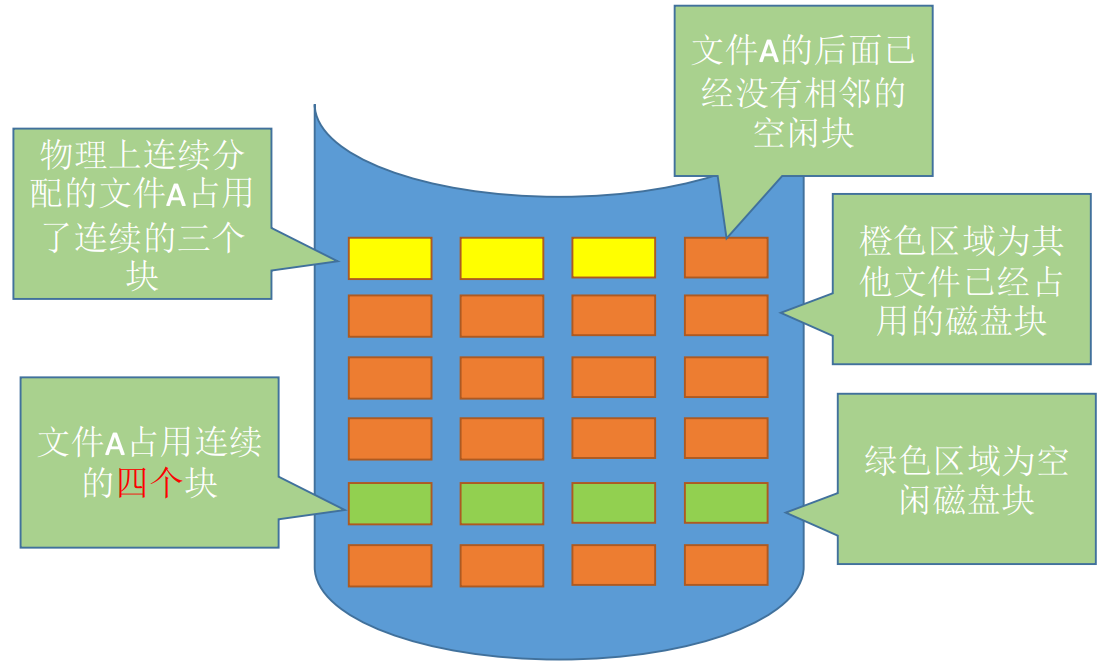 文件A的后面已
经没有相邻的
空闲块
物理上连续分
配的文件A占用
了连续的三个
块
橙色区域为其
他文件已经占
用的磁盘块
文件A占用连续
的四个块
绿色区域为空
闲磁盘块